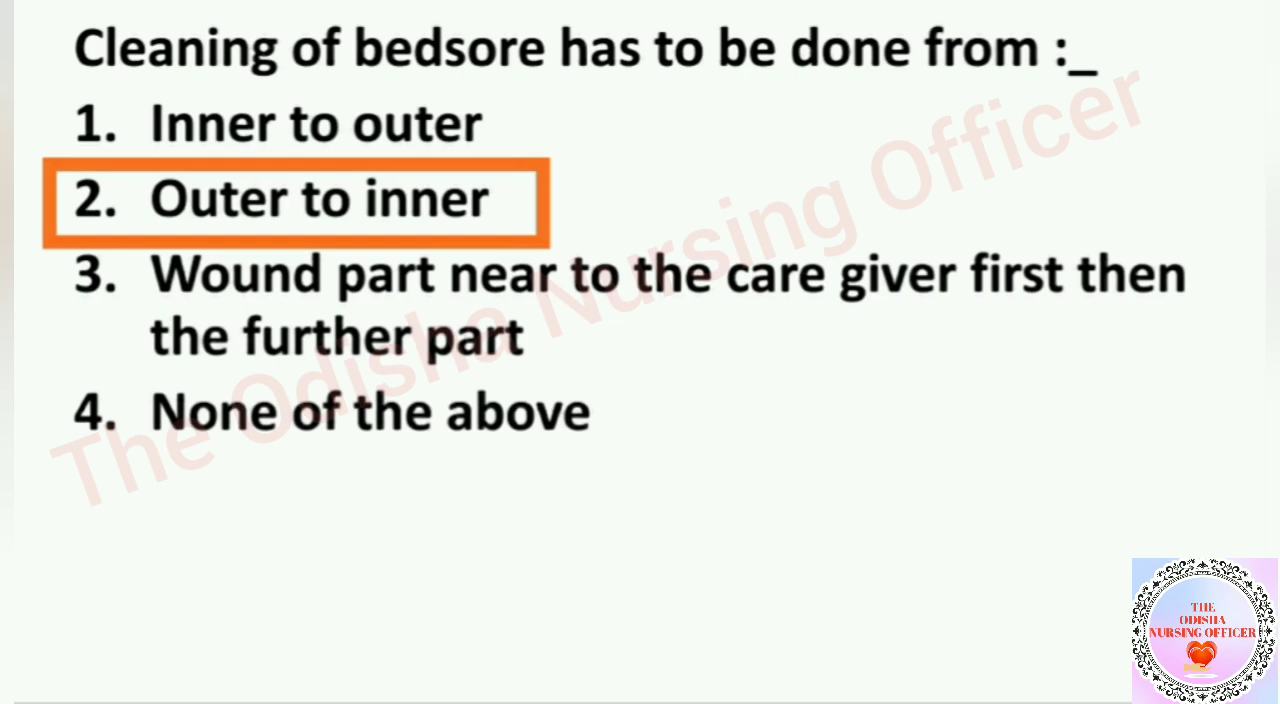 Cleaning of bedsore has to be done from :_
1. Inner to outer
2. Outer to inner
3. Wound part near to the care giver first then
the further part
4. None of the above
The Odisha Nursing Officer
THE
ODISHA
NURSING OFFICER